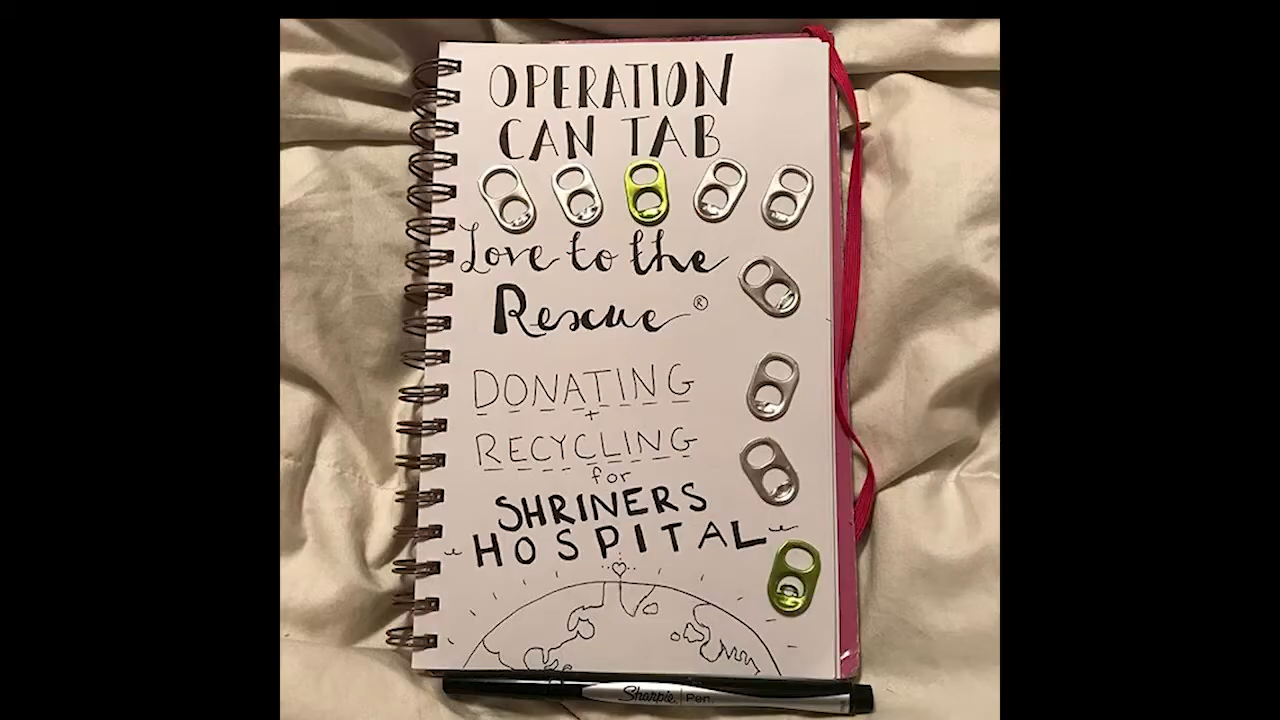 OPERATION
CAN TAB
Love to the
Rescue ®
DONATING
+
RECYCLING
for
SHRINERS
HOSPITAL
Sharpie | Pen.